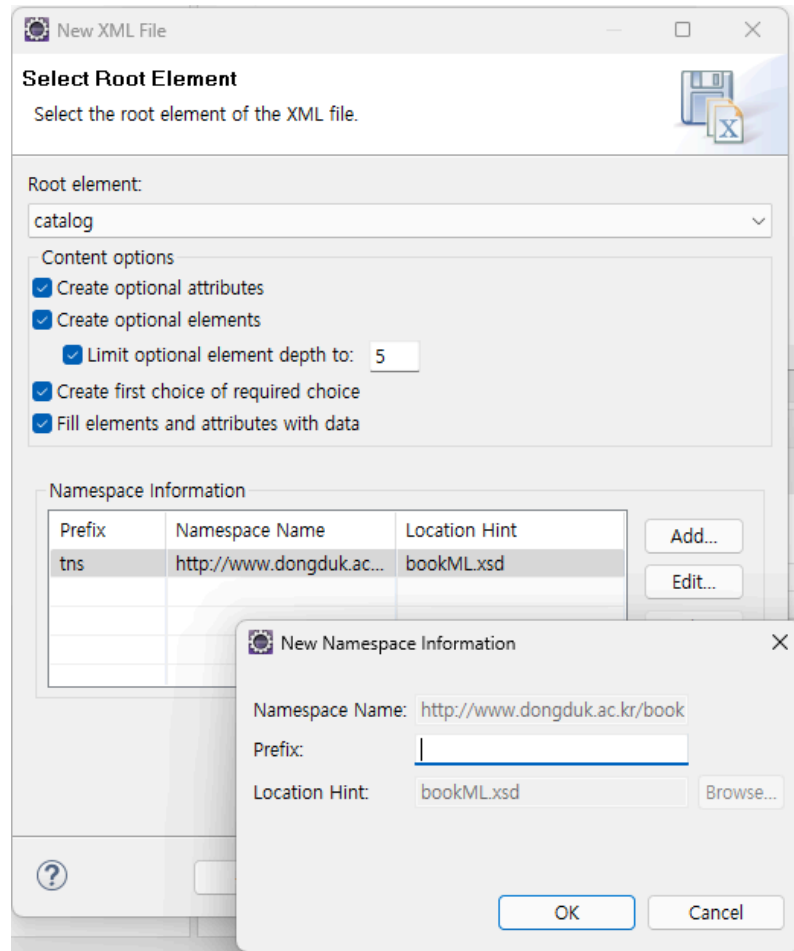 New XML File
Select Root Element
Select the root element of the XML file.
X
Root element:
catalog
Content options
Create optional attributes
Create optional elements
Limit optional element depth to: 5
Create first choice of required choice
Fill elements and attributes with data
Namespace Information
Prefix Namespace Name Location Hint
Add...
tns http://www.dongduk.ac... bookML.xsd
Edit...
New Namespace Information
Namespace Name: http://www.dongduk.ac.kr/book
Prefix:
Location Hint: bookML.xsd Browse...
?
OK Cancel